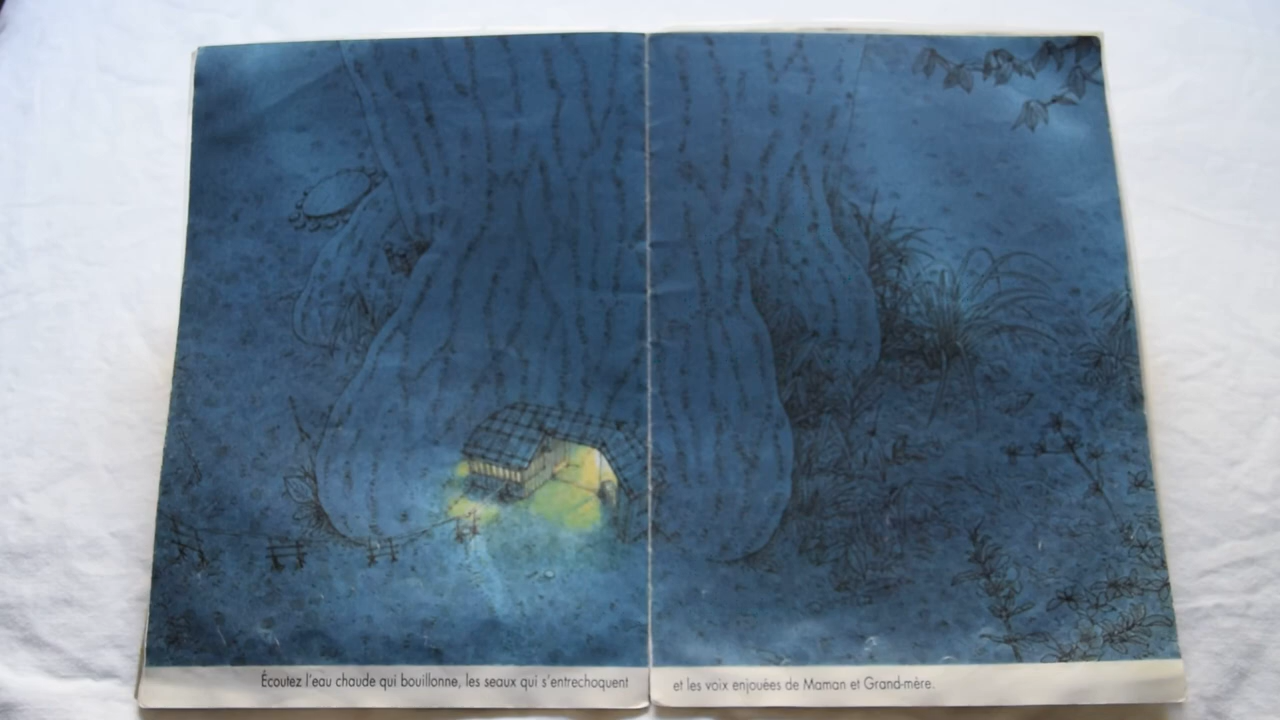 Écoutez l'eau chaude qui bouillonne, les seaux qui s'entrechoquent
et les voix enjouées de Maman et Grand-mère.